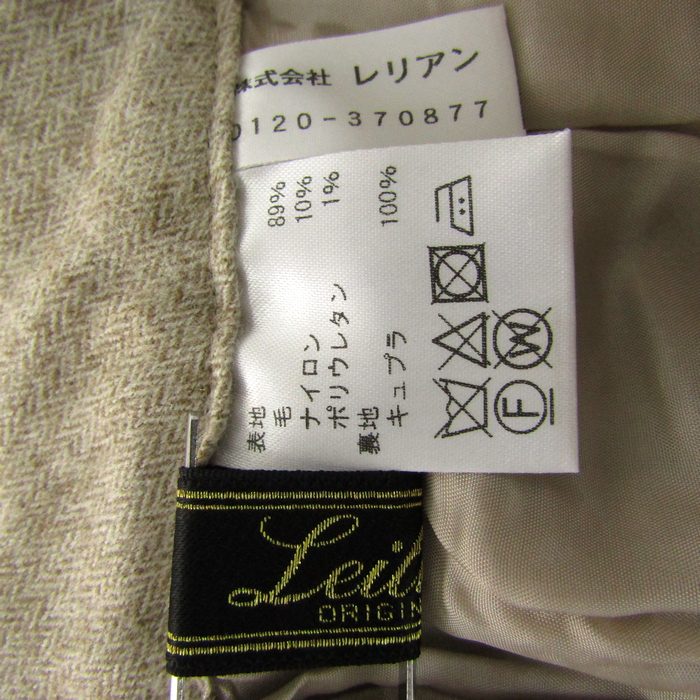 株式会社 レリアン
0120-370877
表地
毛 89%
ナイロン 10%
ポリウレタン 1%
裏地
キュプラ 100%
W
F
Leil
ORIGIN